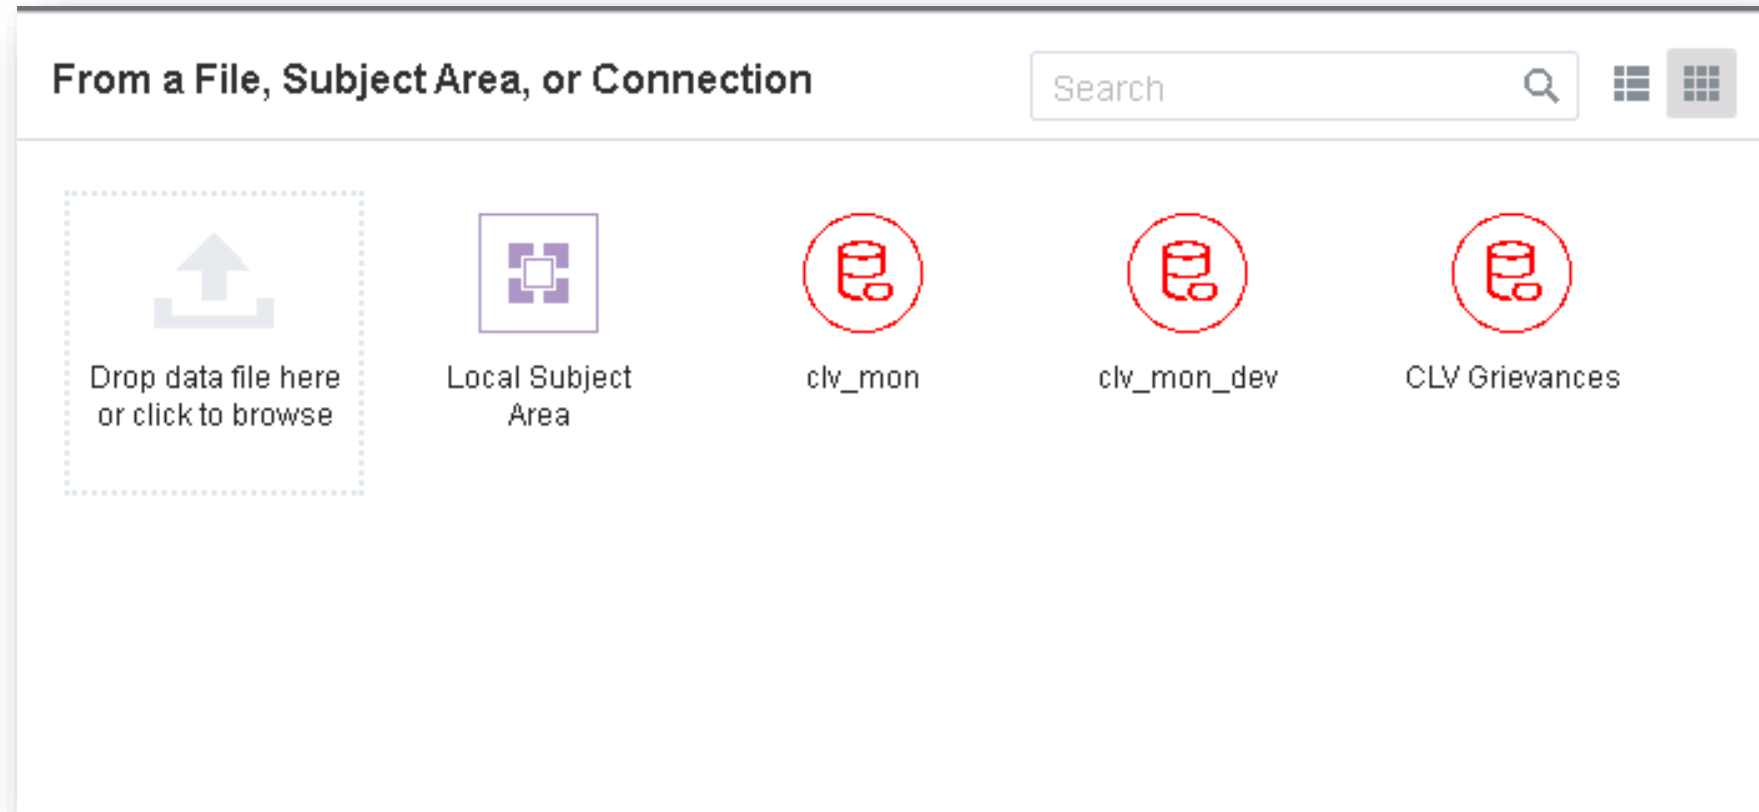 From a File, Subject Area, or Connection
Search
Drop data file here
or click to browse
Local Subject
Area
clv_mon
clv_mon_dev
CLV Grievances